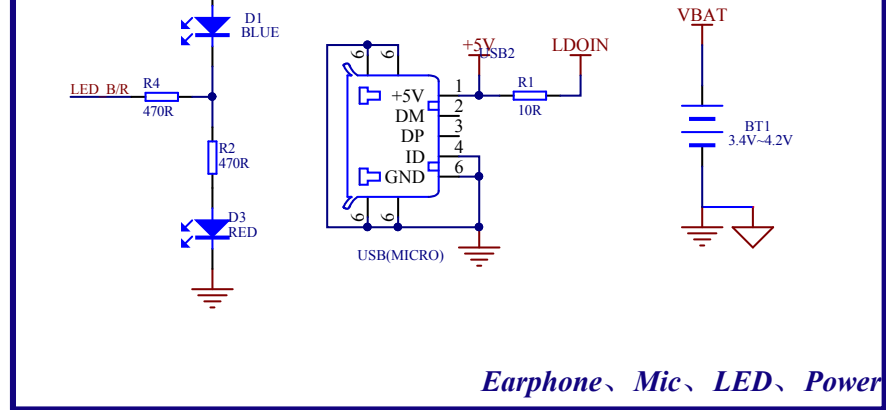 D1
BLUE
LED B/R
R4
470R
R2
470R
D3
RED
6
6
+5V
USB2
+5V
DM
DP
ID
GND
1
2
3
4
6
6
6
USB(MICRO)
R1
10R
LDOIN
VBAT
BT1
3.4V~4.2V
Earphone、Mic、LED、Power